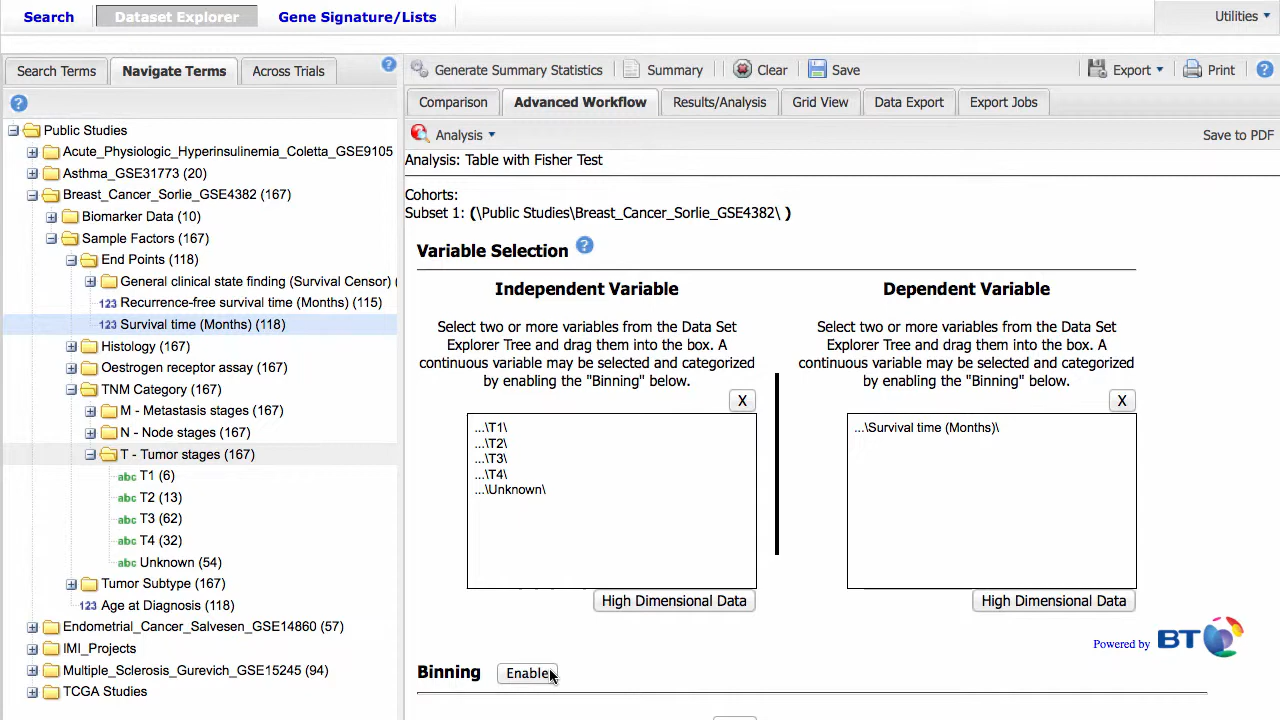 Search
Dataset Explorer
Gene Signature/Lists
Utilities
Search Terms
Navigate Terms
Across Trials
Public Studies
Acute_Physiologic_Hyperinsulinemia_Coletta_GSE9105
Asthma_GSE31773 (20)
Breast_Cancer_Sorlie_GSE4382 (167)
Biomarker Data (10)
Sample Factors (167)
End Points (118)
General clinical state finding (Survival Censor) (
123 Recurrence-free survival time (Months) (115)
123 Survival time (Months) (118)
Histology (167)
Oestrogen receptor assay (167)
TNM Category (167)
M - Metastasis stages (167)
N - Node stages (167)
T - Tumor stages (167)
abc T1 (6)
abc T2 (13)
abc T3 (62)
abc T4 (32)
abc Unknown (54)
Tumor Subtype (167)
123 Age at Diagnosis (118)
Endometrial_Cancer_Salvesen_GSE14860 (57)
IMI_Projects
Multiple_Sclerosis_Gurevich_GSE15245 (94)
TCGA Studies
Generate Summary Statistics
Summary
Clear
Save
Export
Print
Comparison
Advanced Workflow
Results/Analysis
Grid View
Data Export
Export Jobs
Analysis
Save to PDF
Analysis: Table with Fisher Test
Cohorts:
Subset 1: (\Public Studies\Breast_Cancer_Sorlie_GSE4382\ )
Variable Selection
Independent Variable
Select two or more variables from the Data Set
Explorer Tree and drag them into the box. A
continuous variable may be selected and categorized
by enabling the "Binning" below.
X
...\T1\
...\T2\
...\T3\
...\T4\
...\Unknown\
High Dimensional Data
Dependent Variable
Select two or more variables from the Data Set
Explorer Tree and drag them into the box. A
continuous variable may be selected and categorized
by enabling the "Binning" below.
X
...\Survival time (Months)\
High Dimensional Data
Powered by BT
Binning
Enable